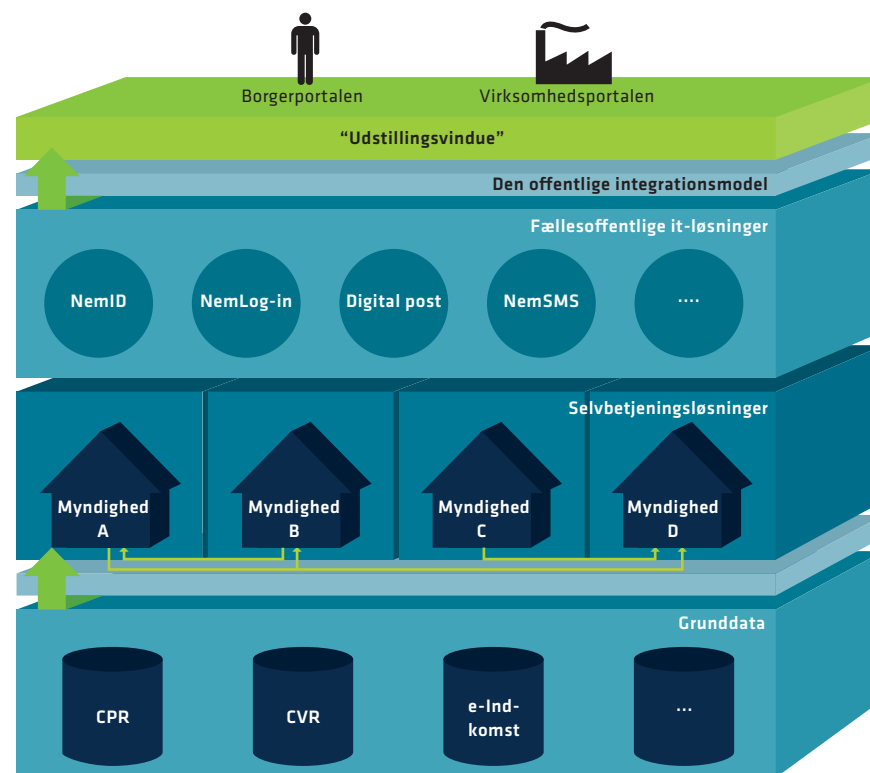 Borgerportalen
Virksomhedsportalen
“Udstillingsvindue”
Den offentlige integrationsmodel
Fællesoffentlige it-løsninger
NemID
NemLog-in
Digital post
NemSMS
....
Selvbetjeningsløsninger
Myndighed
A
Myndighed
B
Myndighed
C
Myndighed
D
Grunddata
CPR
CVR
e-Ind-
komst
...